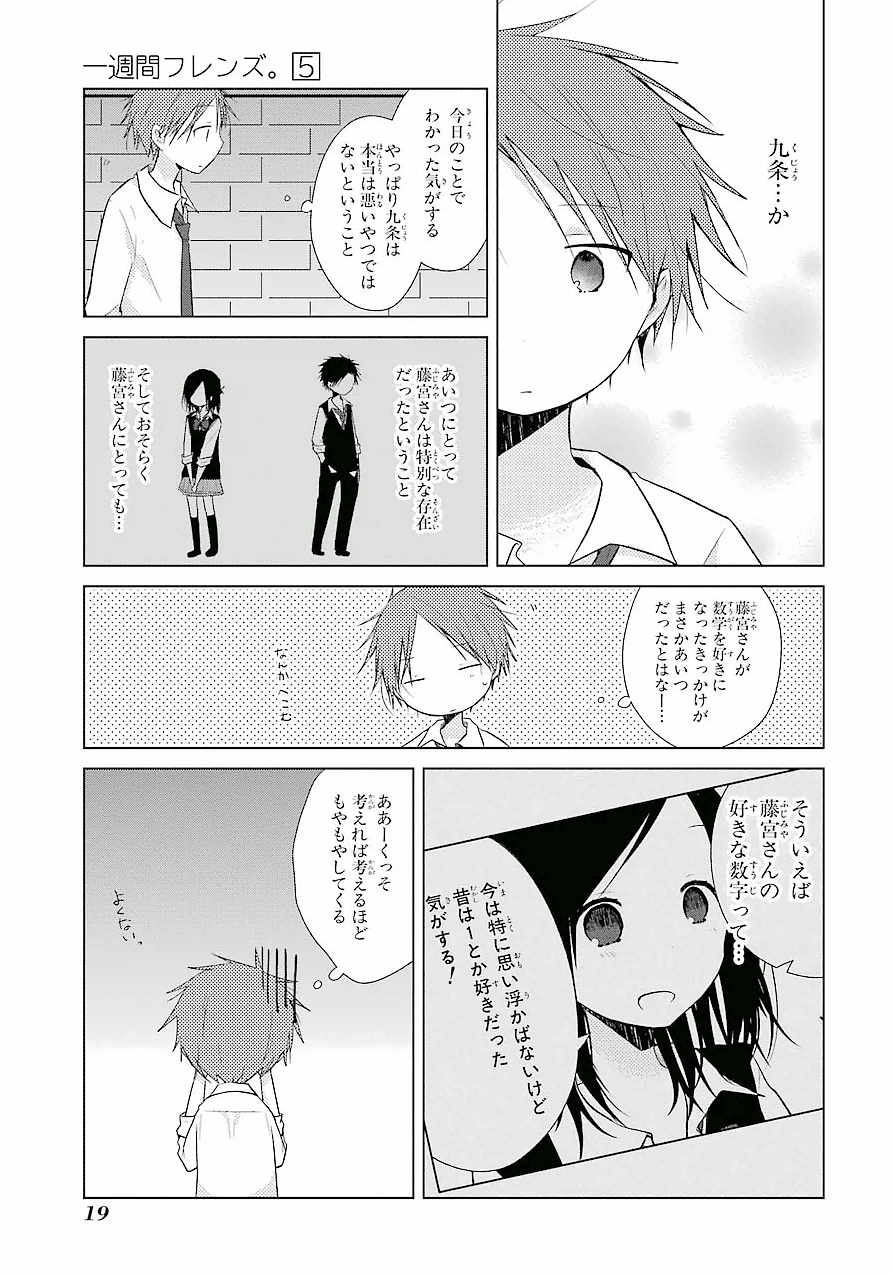 一週間フレンズ。5
九条…か
今日のことで
わかった気がする
やっぱり九条は
本当は悪いやつでは
ないということ
あいつにとって
藤宮さんは特別な存在
だったということ
そしておそらく
藤宮さんにとっても…
藤宮さんが
数学を好きに
なったきっかけが
まさかあいつ
だったとはなー…
なんかへこむ
そういえば
藤宮さんの
好きな数字って…
今は特に思い浮かばないけど
昔は1とか好きだった
気がする!
ああーくっそ
考えれば考えるほど
もやもやしてくる
よくないっ
19